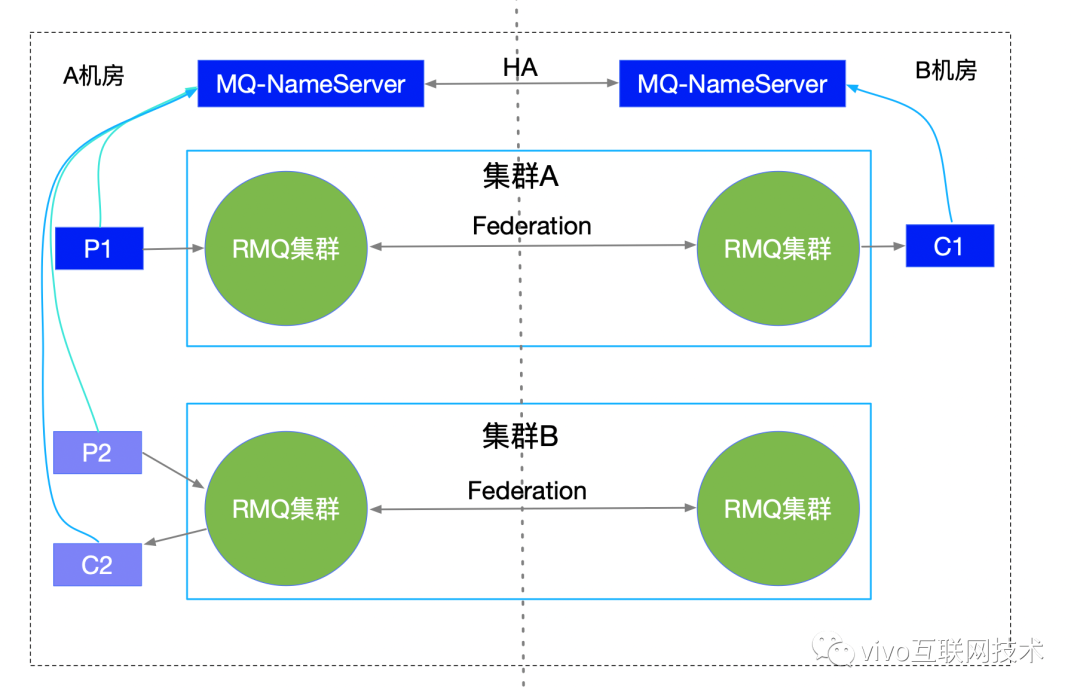 HA
A机房
MQ-NameServer
MQ-NameServer
B机房
集群A
P1
RMQ集群
Federation
RMQ集群
C1
集群B
P2
RMQ集群
Federation
RMQ集群
C2
vivo互联网技术